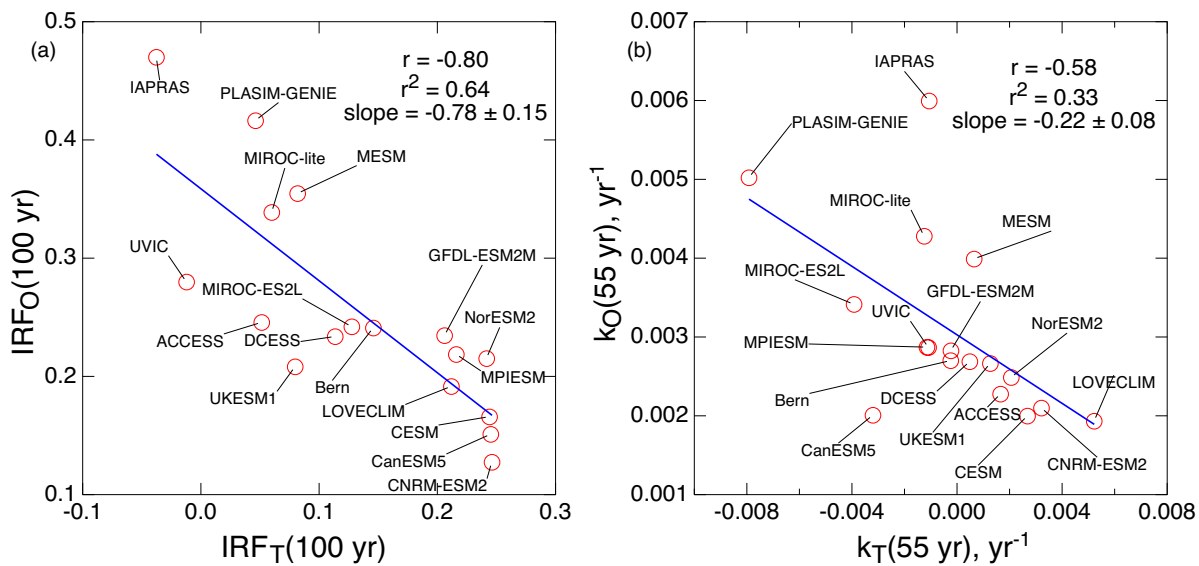 (a)
r = -0.80
r² = 0.64
slope = -0.78 ± 0.15
IAPRAS
PLASIM-GENIE
MIROC-lite
MESM
UVIC
GFDL-ESM2M
MIROC-ES2L
NorESM2
ACCESS
DCESS
MPIESM
UKESM1
Bern
LOVECLIM
CESM
CanESM5
CNRM-ESM2
0.5
0.4
0.3
0.2
0.1
-0.1
0.0
0.1
0.2
0.3
IRF_O(100 yr)
IRF_T(100 yr)
(b)
r = -0.58
r² = 0.33
slope = -0.22 ± 0.08
IAPRAS
PLASIM-GENIE
MIROC-lite
MESM
MIROC-ES2L
GFDL-ESM2M
UVIC
NorESM2
MPIESM
LOVECLIM
Bern
DCESS
ACCESS
CanESM5
UKESM1
CESM
CNRM-ESM2
0.007
0.006
0.005
0.004
0.003
0.002
0.001
-0.008
-0.004
0.000
0.004
0.008
k_O(55 yr), yr⁻¹
k_T(55 yr), yr⁻¹